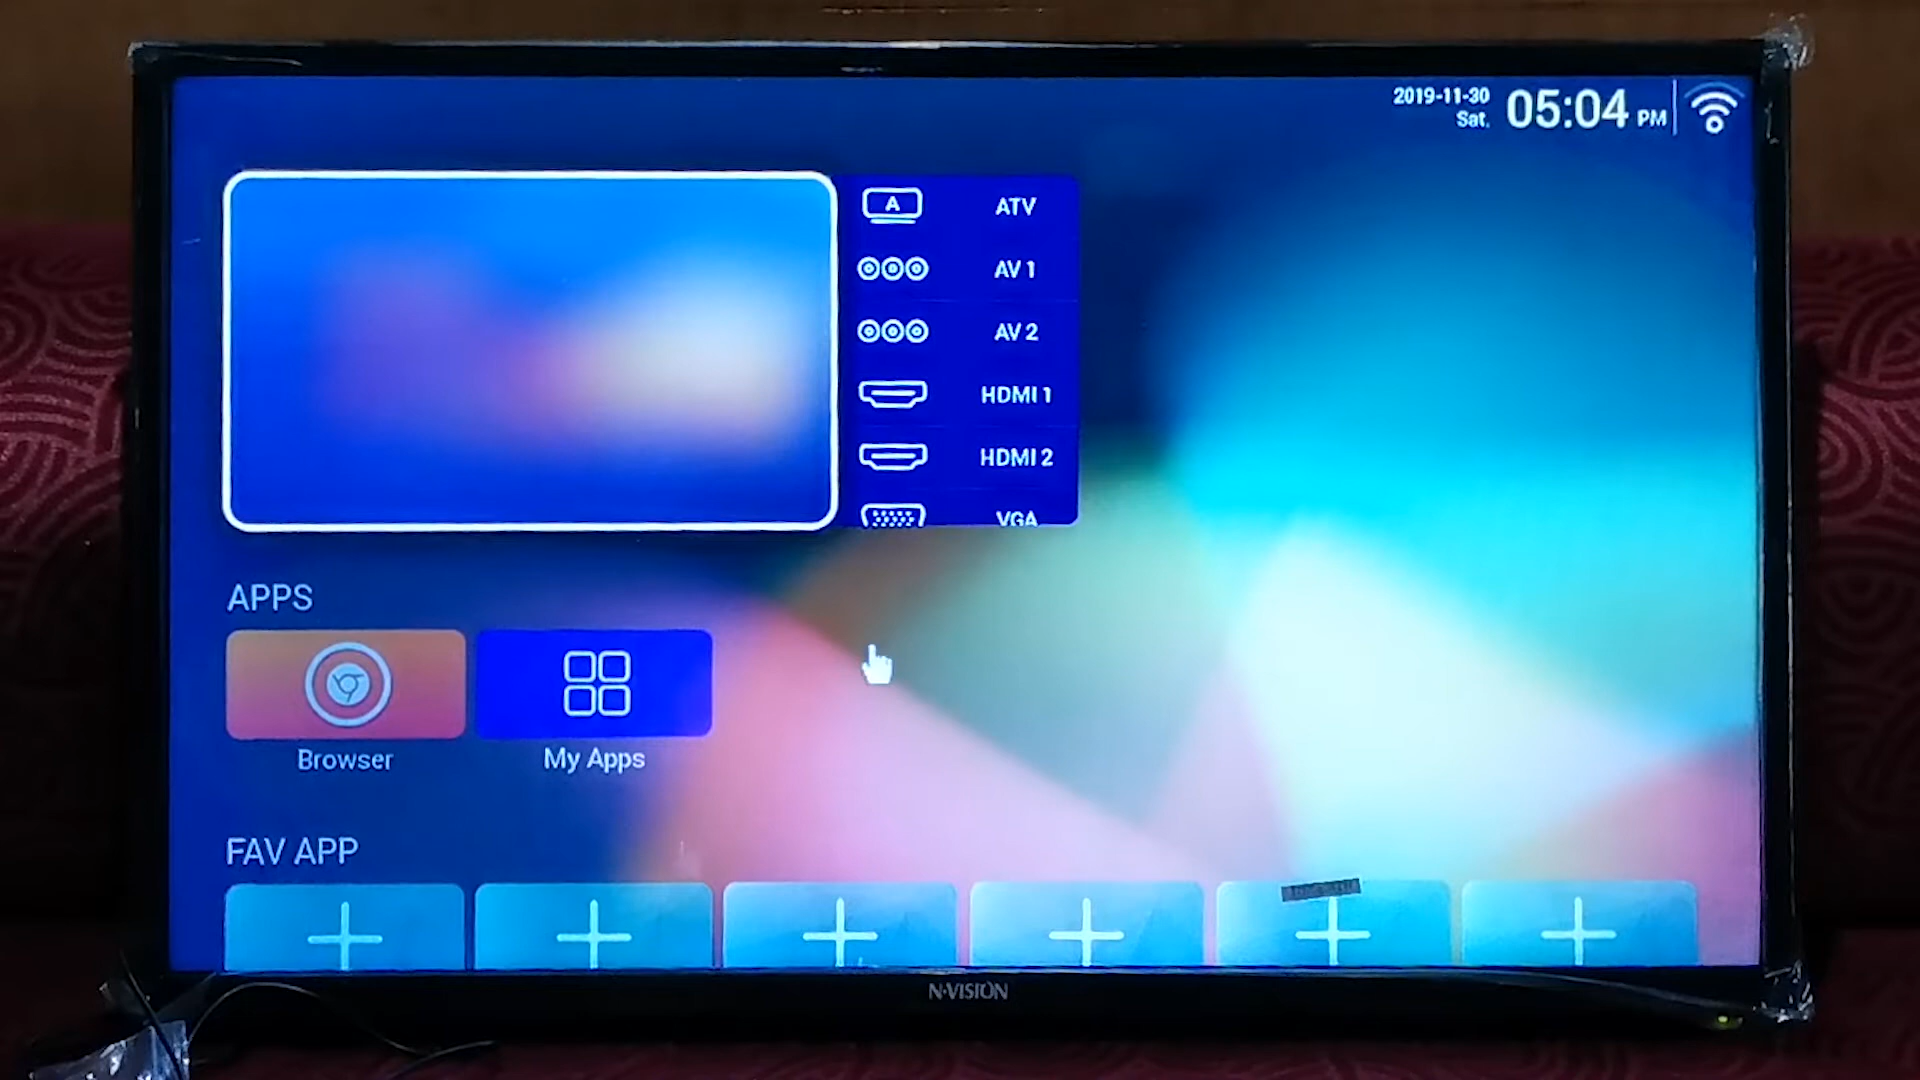 2019-11-30
Sat.
05:04 PM
A
ATV
AV 1
AV 2
HDMI 1
HDMI 2
VGA
APPS
Browser
My Apps
FAV APP
N-VISION